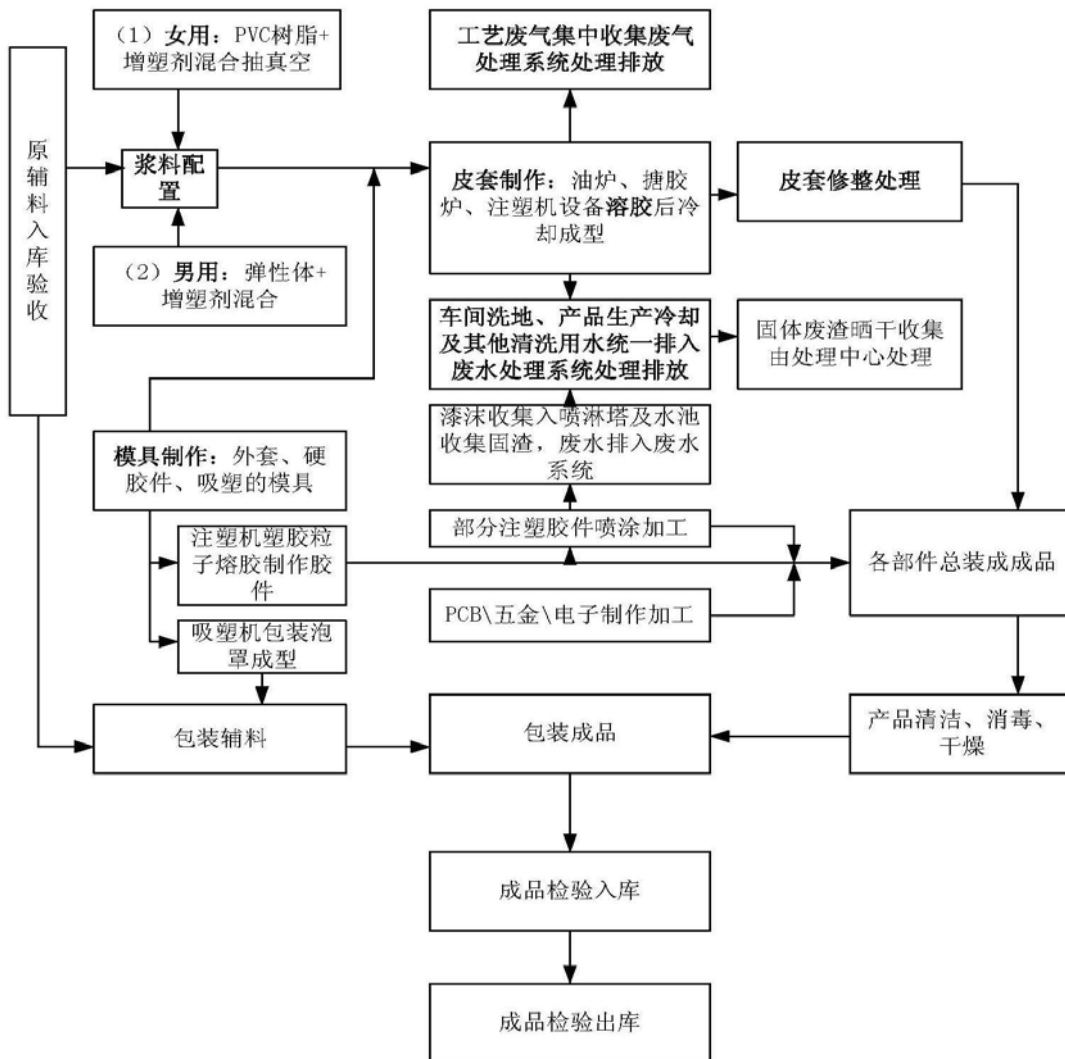 （1）女用：PVC树脂+
增塑剂混合抽真空
工艺废气集中收集废气
处理系统处理排放
原
辅
料
入
库
验
收
浆料配
置
皮套制作：油炉、搪胶
炉、注塑机设备溶胶后冷
却成型
皮套修整处理
（2）男用：弹性体+
增塑剂混合
车间洗地、产品生产冷却
及其他清洗用水统一排入
废水处理系统处理排放
固体废渣晒干收集
由处理中心处理
漆沫收集入喷淋塔及水池
收集固渣，废水排入废水
系统
模具制作：外套、硬
胶件、吸塑的模具
部分注塑胶件喷涂加工
注塑机塑胶粒
子熔胶制作胶
件
各部件总装成成品
PCB\五金\电子制作加工
吸塑机包装泡
罩成型
包装辅料
包装成品
产品清洁、消毒、
干燥
成品检验入库
成品检验出库